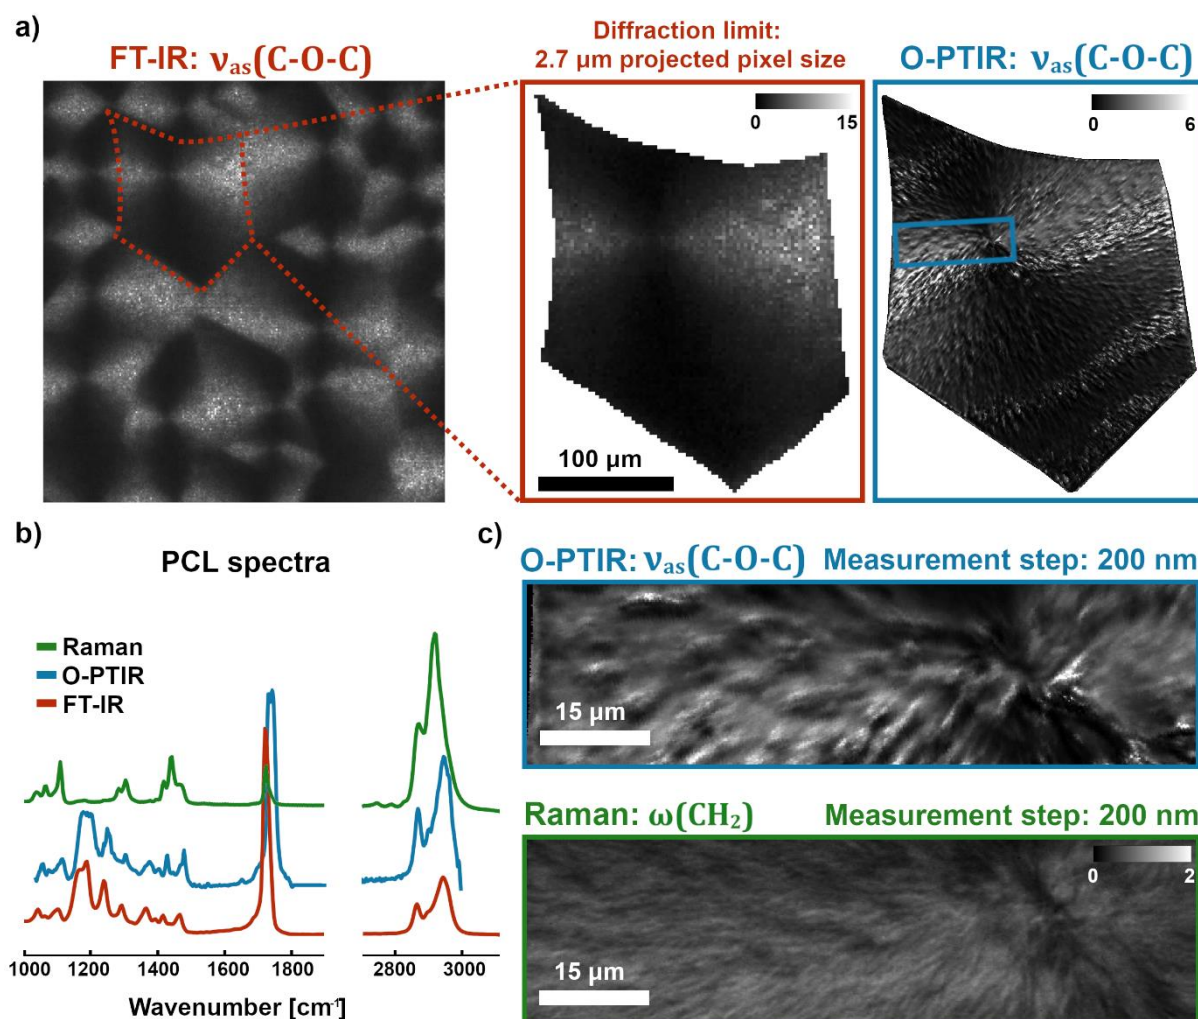 a)
FT-IR: νas(C-O-C)
Diffraction limit:
2.7 µm projected pixel size
O-PTIR: νas(C-O-C)
0 15
0 6
100 µm
b)
PCL spectra
Raman
O-PTIR
FT-IR
1000 1200 1400 1600 1800 2800 3000
Wavenumber [cm-1]
c)
O-PTIR: νas(C-O-C) Measurement step: 200 nm
15 µm
Raman: ω(CH2) Measurement step: 200 nm
0 2
15 µm